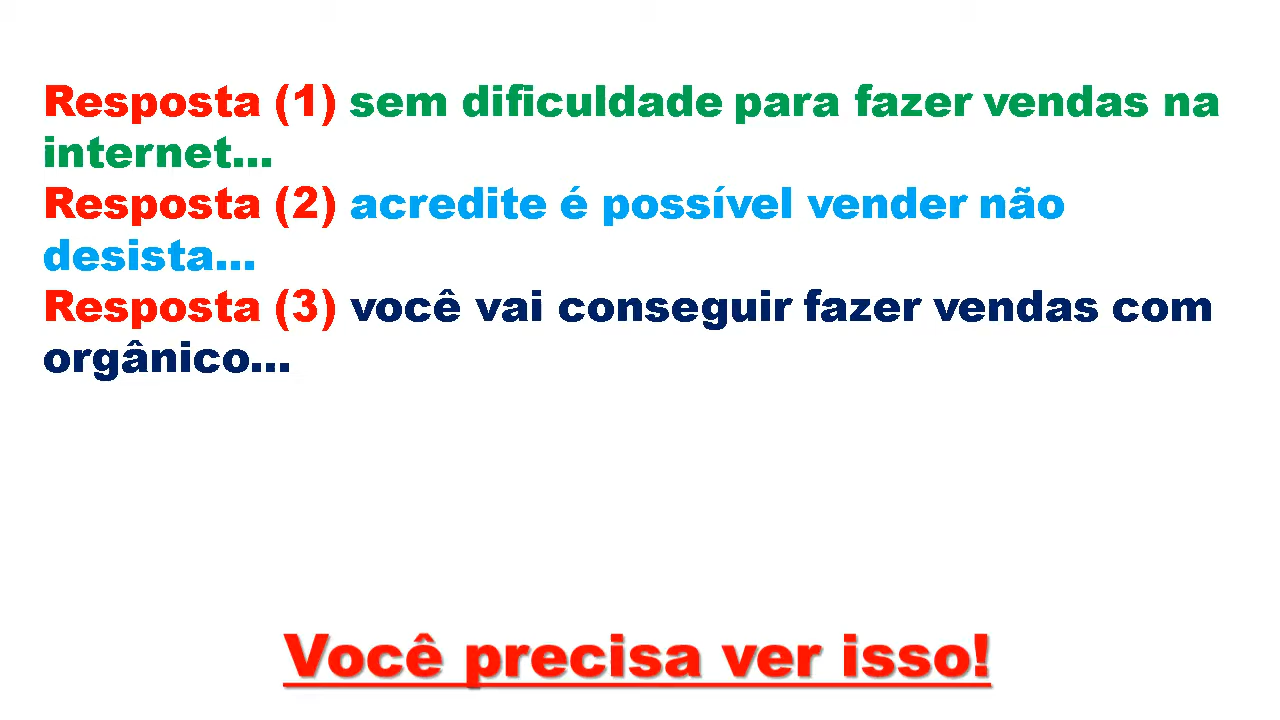 Resposta (1) sem dificuldade para fazer vendas na
internet...
Resposta (2) acredite é possível vender não
desista...
Resposta (3) você vai conseguir fazer vendas com
orgânico...
Você precisa ver isso!